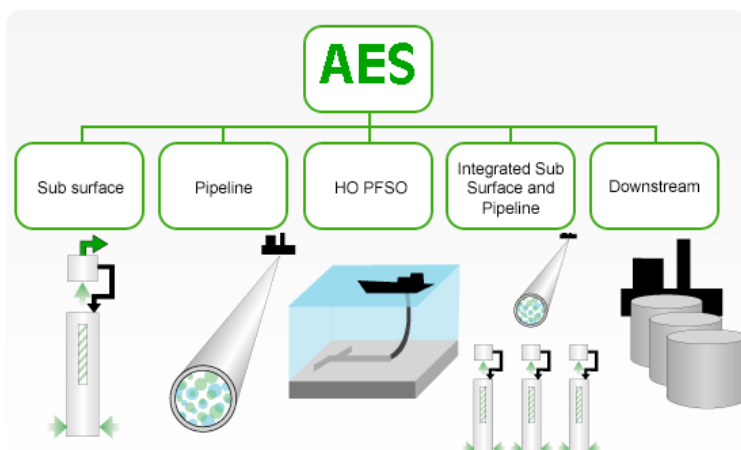 AES
Sub surface
Pipeline
HO PFSO
Integrated Sub
Surface and
Pipeline
Downstream